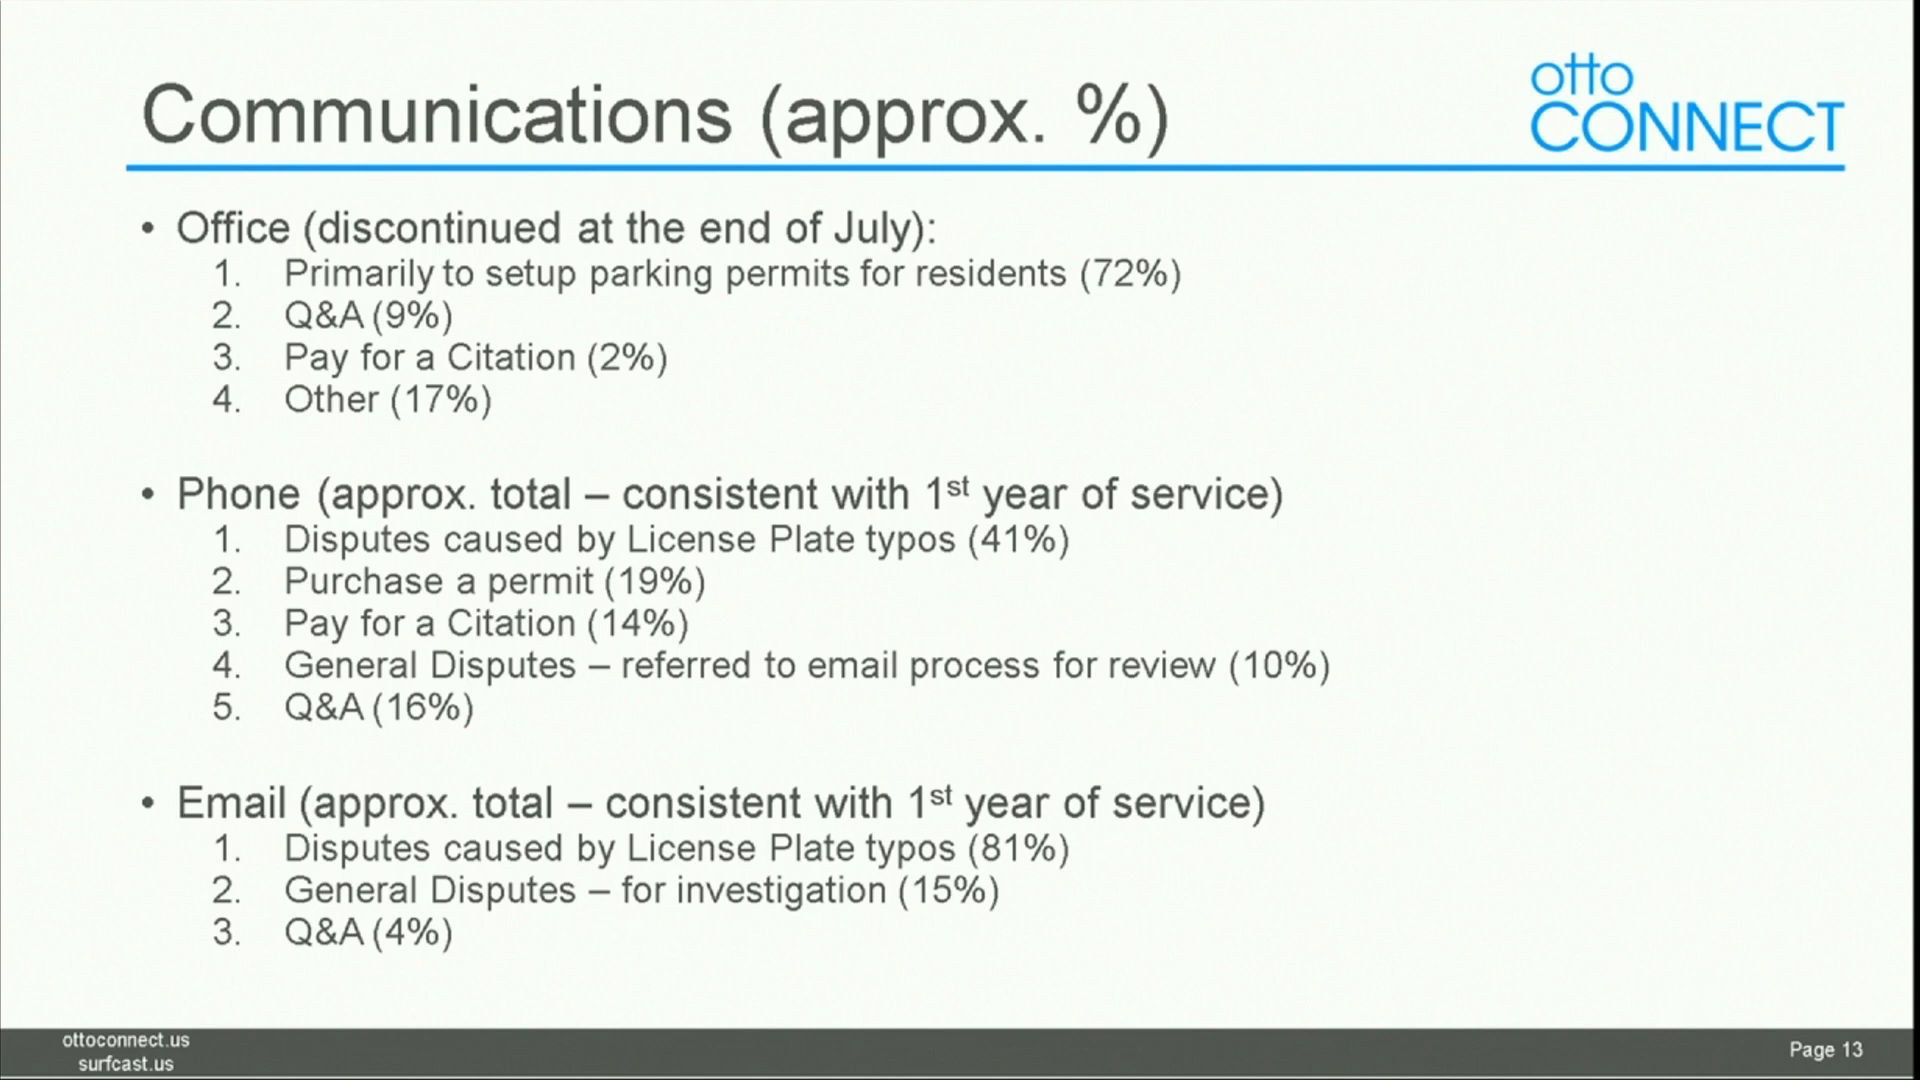 Communications (approx. %)
otto
CONNECT
• Office (discontinued at the end of July):
1. Primarily to setup parking permits for residents (72%)
2. Q&A (9%)
3. Pay for a Citation (2%)
4. Other (17%)
• Phone (approx. total – consistent with 1st year of service)
1. Disputes caused by License Plate typos (41%)
2. Purchase a permit (19%)
3. Pay for a Citation (14%)
4. General Disputes – referred to email process for review (10%)
5. Q&A (16%)
• Email (approx. total – consistent with 1st year of service)
1. Disputes caused by License Plate typos (81%)
2. General Disputes – for investigation (15%)
3. Q&A (4%)
ottoconnect.us
surfcast.us
Page 13